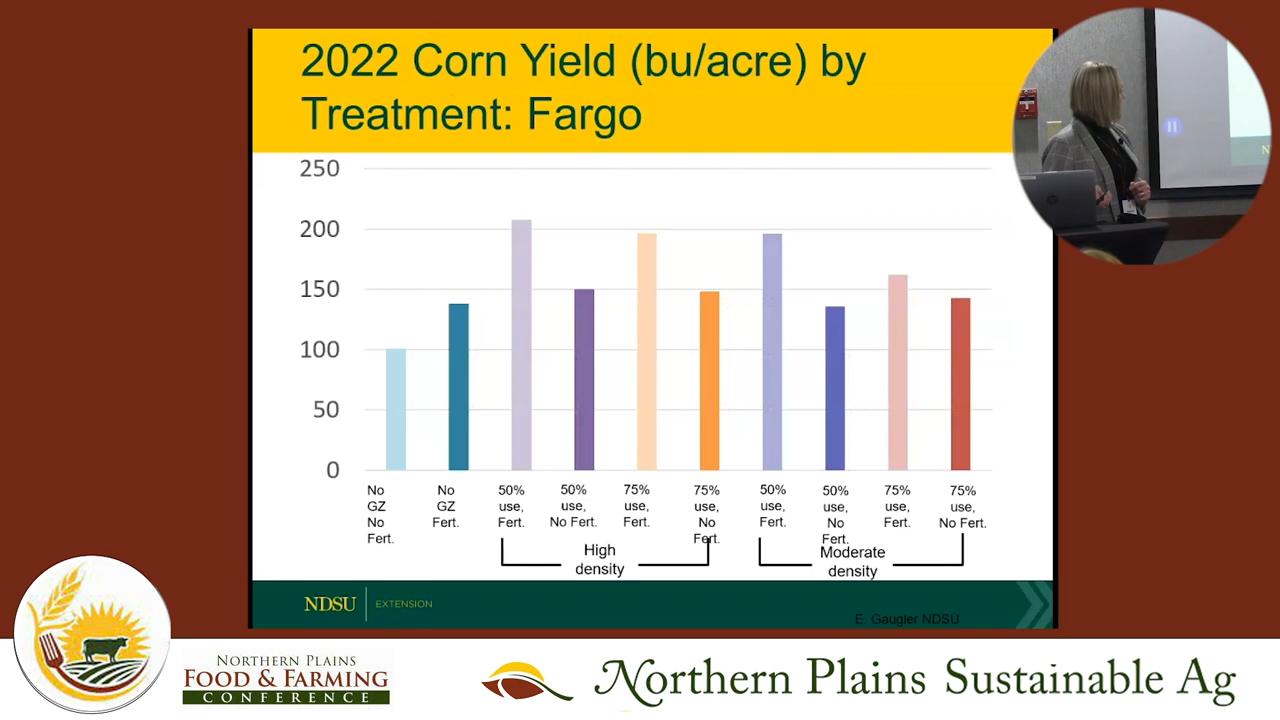 2022 Corn Yield (bu/acre) by
Treatment: Fargo
250
200
150
100
50
0
No
GZ
No
Fert.
No
GZ
Fert.
50%
use,
Fert.
50%
use,
No Fert.
75%
use,
Fert.
75%
use,
No
Fert.
50%
use,
Fert.
50%
use,
No
Fert.
75%
use,
Fert.
75%
use,
No Fert.
High
density
Moderate
density
NDSU EXTENSION
E. Gaugler NDSU
NORTHERN PLAINS
FOOD & FARMING
CONFERENCE
Northern Plains Sustainable Ag